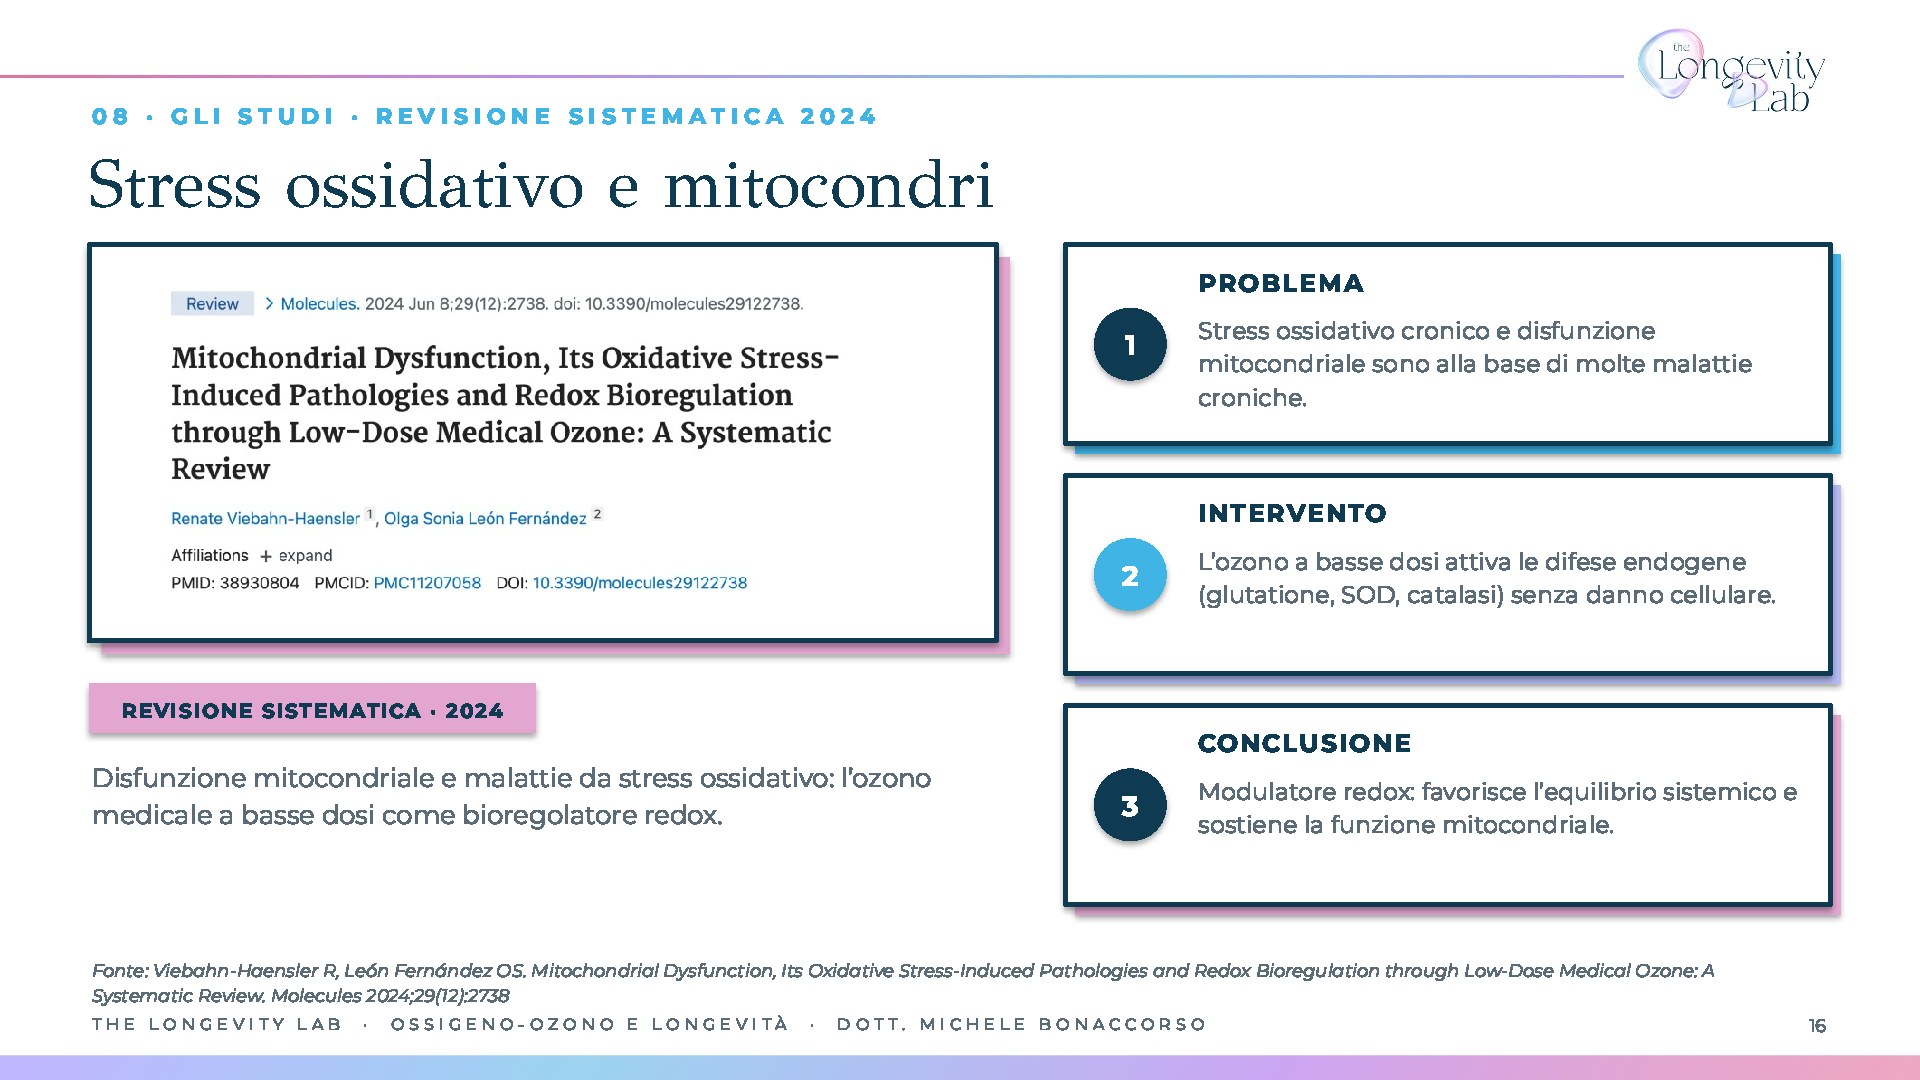 the
Longevity
Lab
08 · GLI STUDI · REVISIONE SISTEMATICA 2024
Stress ossidativo e mitocondri
Review > Molecules. 2024 Jun 8;29(12):2738. doi: 10.3390/molecules29122738.
Mitochondrial Dysfunction, Its Oxidative Stress-
Induced Pathologies and Redox Bioregulation
through Low-Dose Medical Ozone: A Systematic
Review
Renate Viebahn-Haensler 1, Olga Sonia León Fernández 2
Affiliations + expand
PMID: 38930804 PMCID: PMC11207058 DOI: 10.3390/molecules29122738
REVISIONE SISTEMATICA · 2024
Disfunzione mitocondriale e malattie da stress ossidativo: l'ozono
medicale a basse dosi come bioregolatore redox.
PROBLEMA
1
Stress ossidativo cronico e disfunzione
mitocondriale sono alla base di molte malattie
croniche.
INTERVENTO
2
L'ozono a basse dosi attiva le difese endogene
(glutatione, SOD, catalasi) senza danno cellulare.
CONCLUSIONE
3
Modulatore redox: favorisce l'equilibrio sistemico e
sostiene la funzione mitocondriale.
Fonte: Viebahn-Haensler R, León Fernández OS. Mitochondrial Dysfunction, Its Oxidative Stress-Induced Pathologies and Redox Bioregulation through Low-Dose Medical Ozone: A
Systematic Review. Molecules 2024;29(12):2738
THE LONGEVITY LAB · OSSIGENO-OZONO E LONGEVITÀ · DOTT. MICHELE BONACCORSO
16